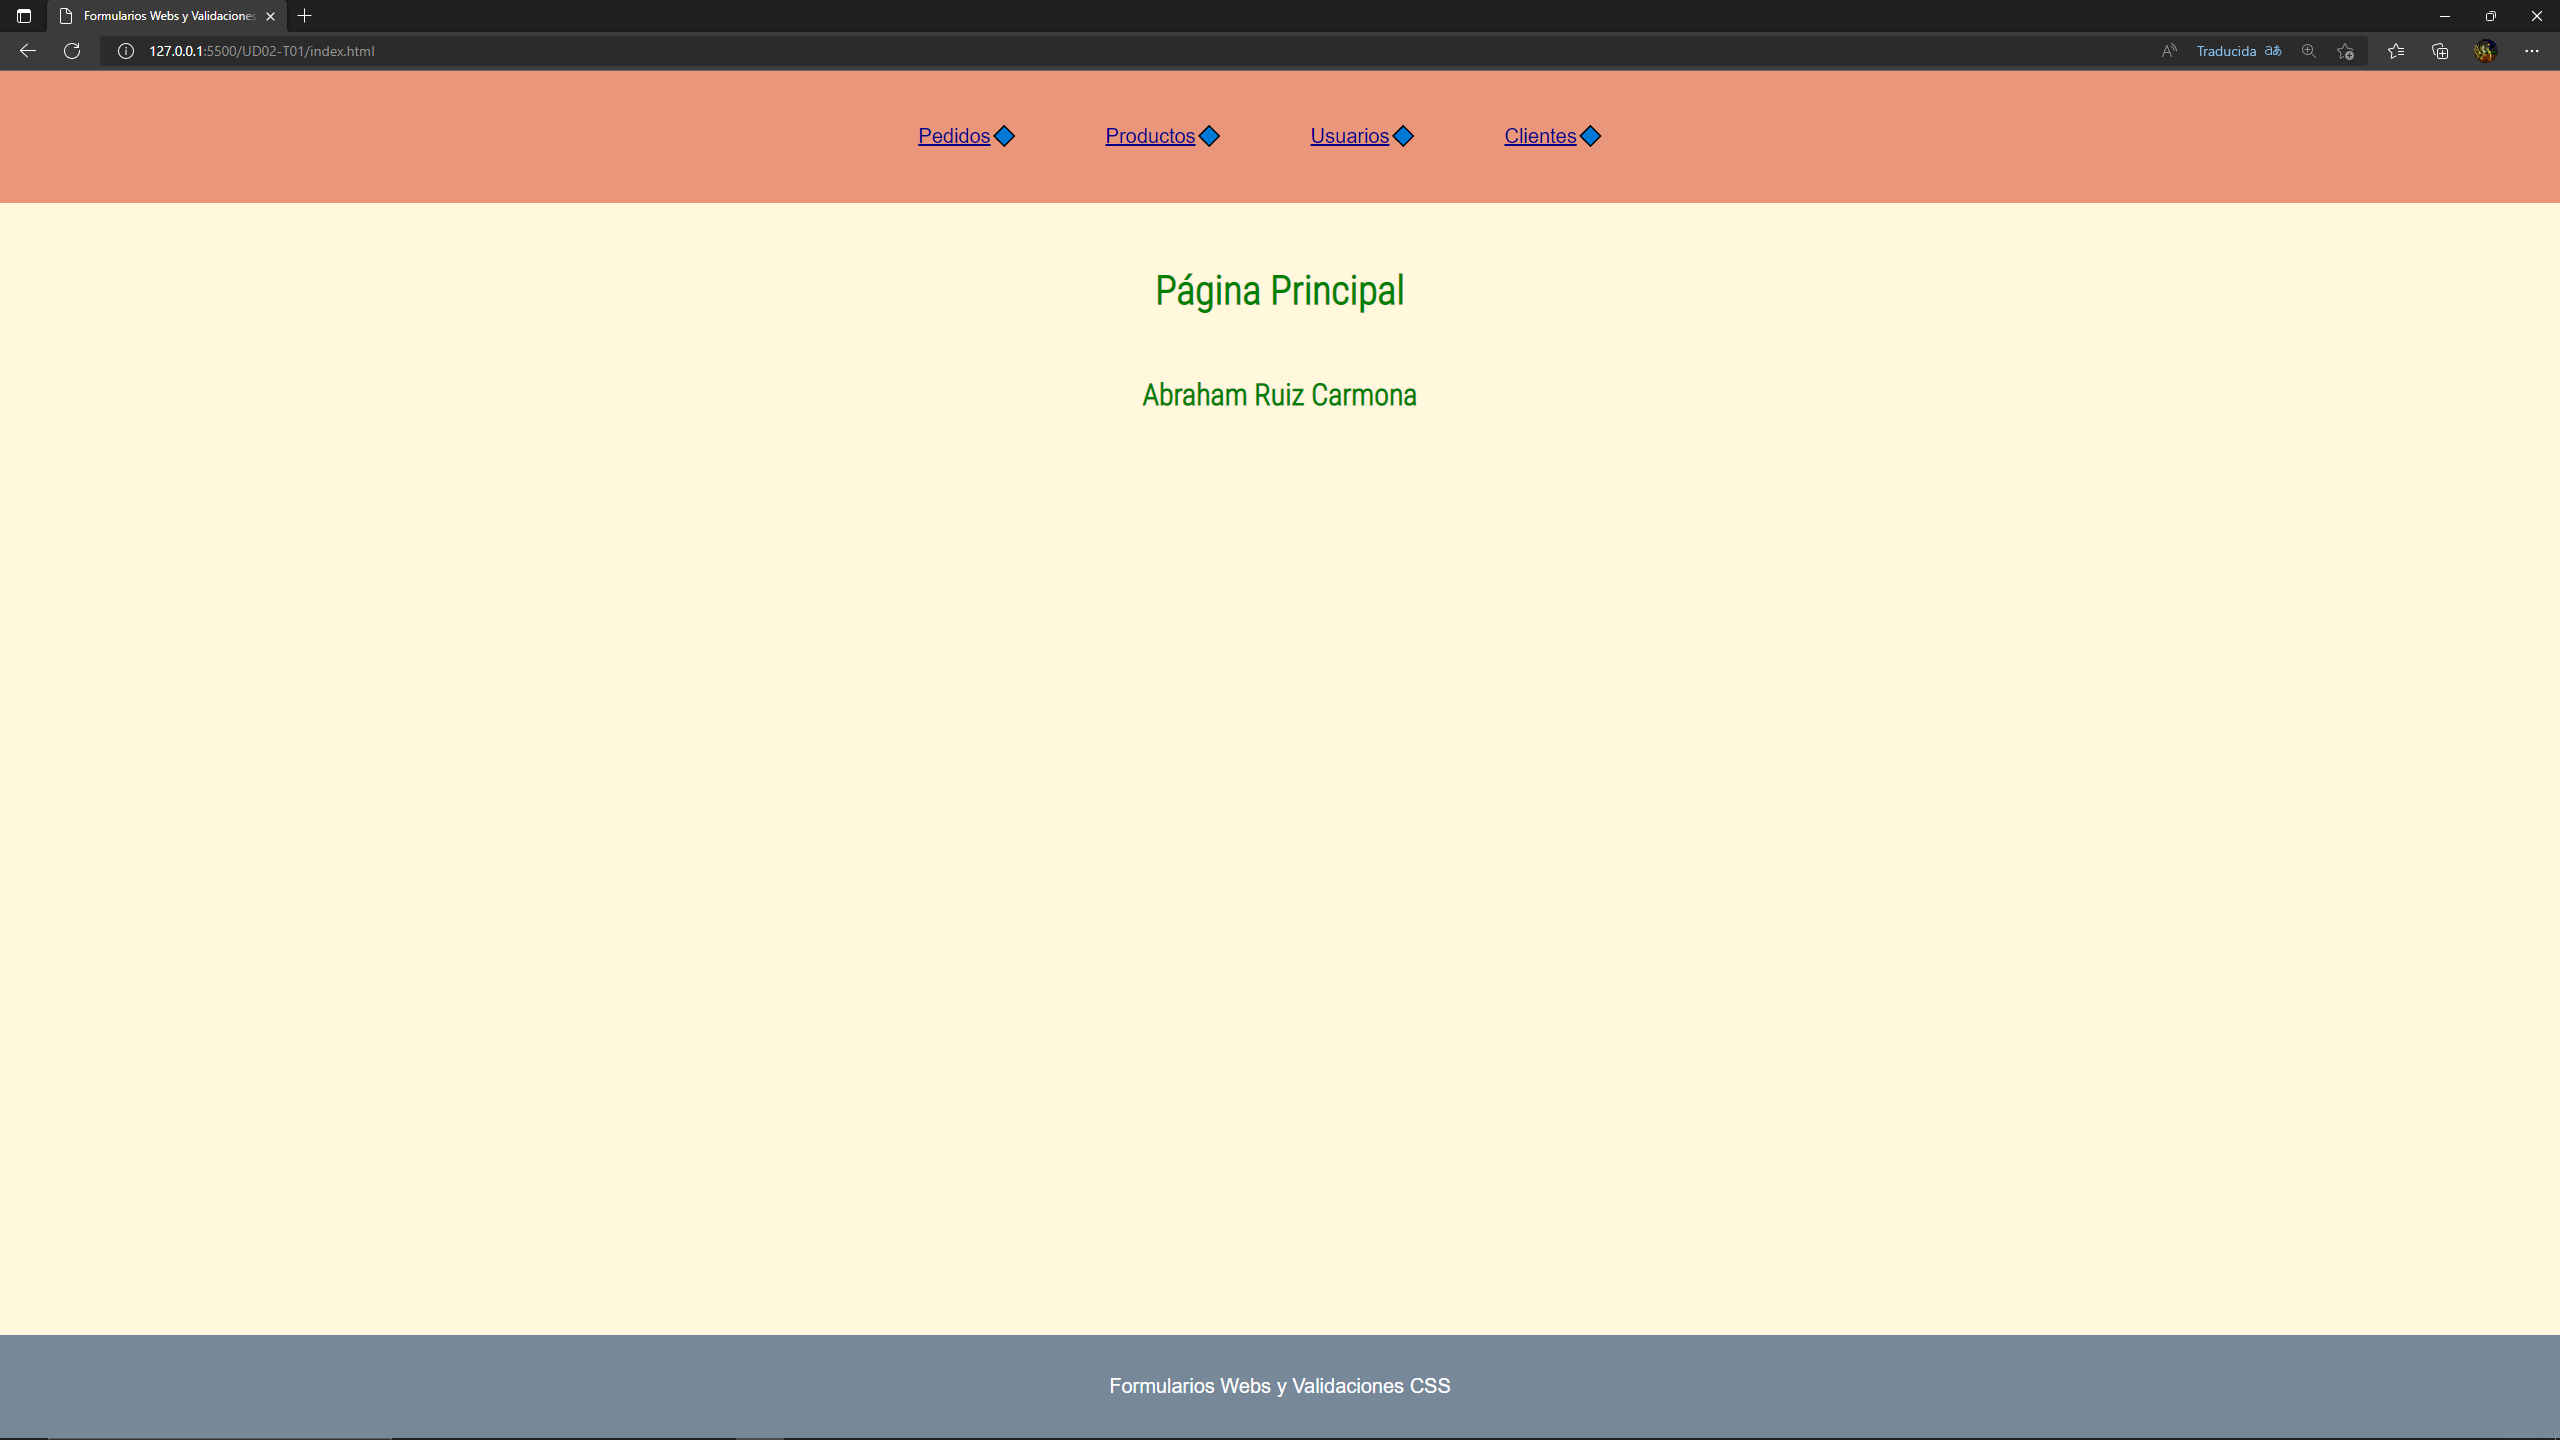 Formularios Webs y Validaciones
127.0.0.1:5500/UD02-T01/index.html
Traducida
Pedidos Productos Usuarios Clientes
Página Principal
Abraham Ruiz Carmona
Formularios Webs y Validaciones CSS